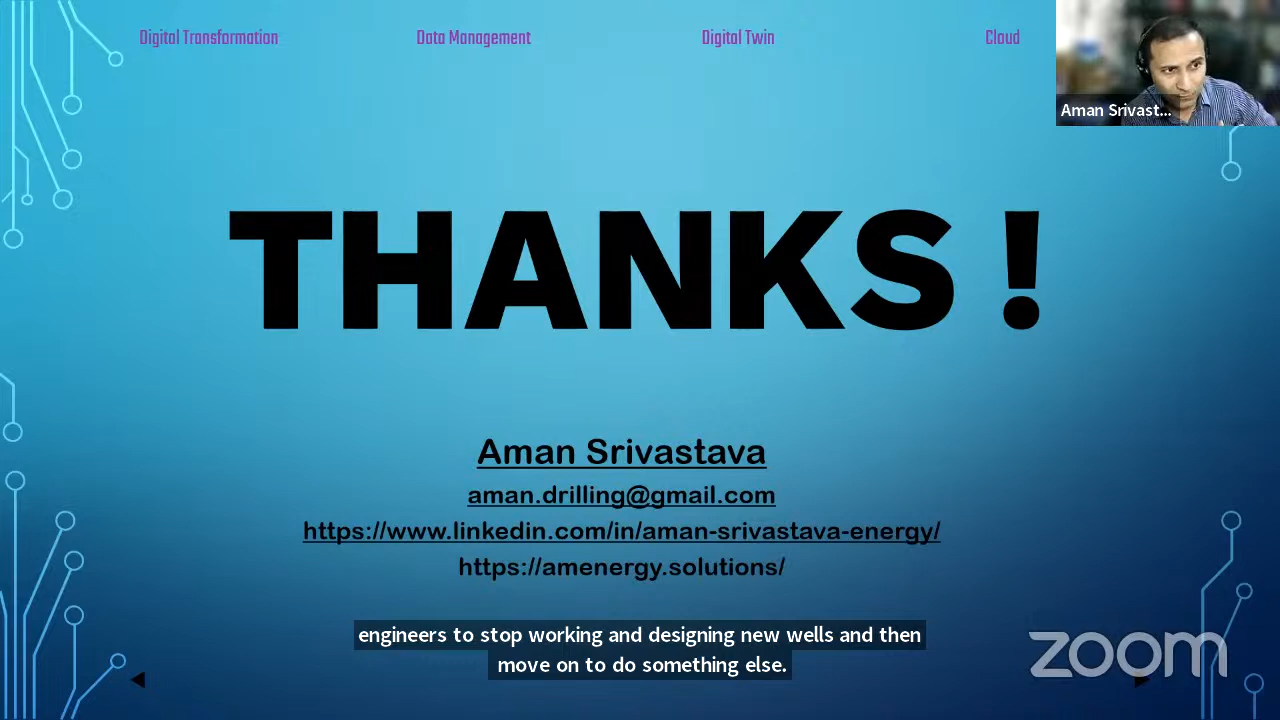 Digital Transformation Data Management Digital Twin Cloud
Aman Srivast...
THANKS !
Aman Srivastava
aman.drilling@gmail.com
https://www.linkedin.com/in/aman-srivastava-energy/
https://amenergy.solutions/
engineers to stop working and designing new wells and then
move on to do something else.
zoom